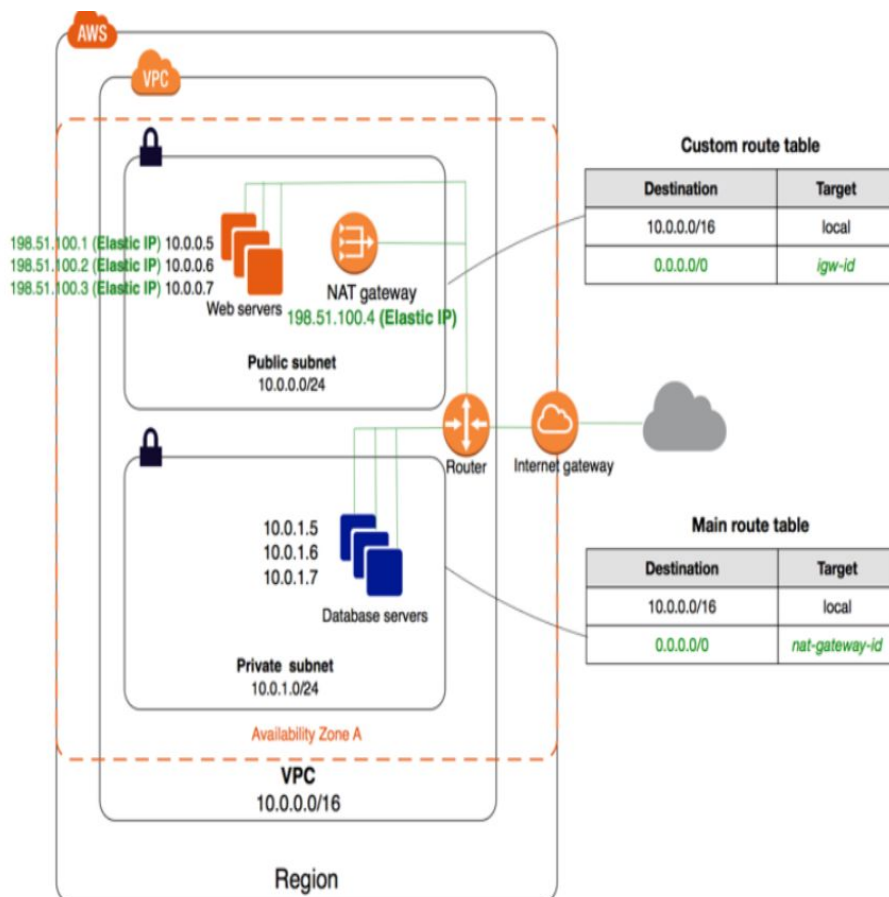 AWS
VPC
198.51.100.1 (Elastic IP) 10.0.0.5
198.51.100.2 (Elastic IP) 10.0.0.6
198.51.100.3 (Elastic IP) 10.0.0.7
Web servers
NAT gateway
198.51.100.4 (Elastic IP)
Public subnet
10.0.0.0/24
Router
Internet gateway
10.0.1.5
10.0.1.6
10.0.1.7
Database servers
Private subnet
10.0.1.0/24
Availability Zone A
VPC
10.0.0.0/16
Region
Custom route table
Destination Target
10.0.0.0/16 local
0.0.0.0/0 igw-id
Main route table
Destination Target
10.0.0.0/16 local
0.0.0.0/0 nat-gateway-id